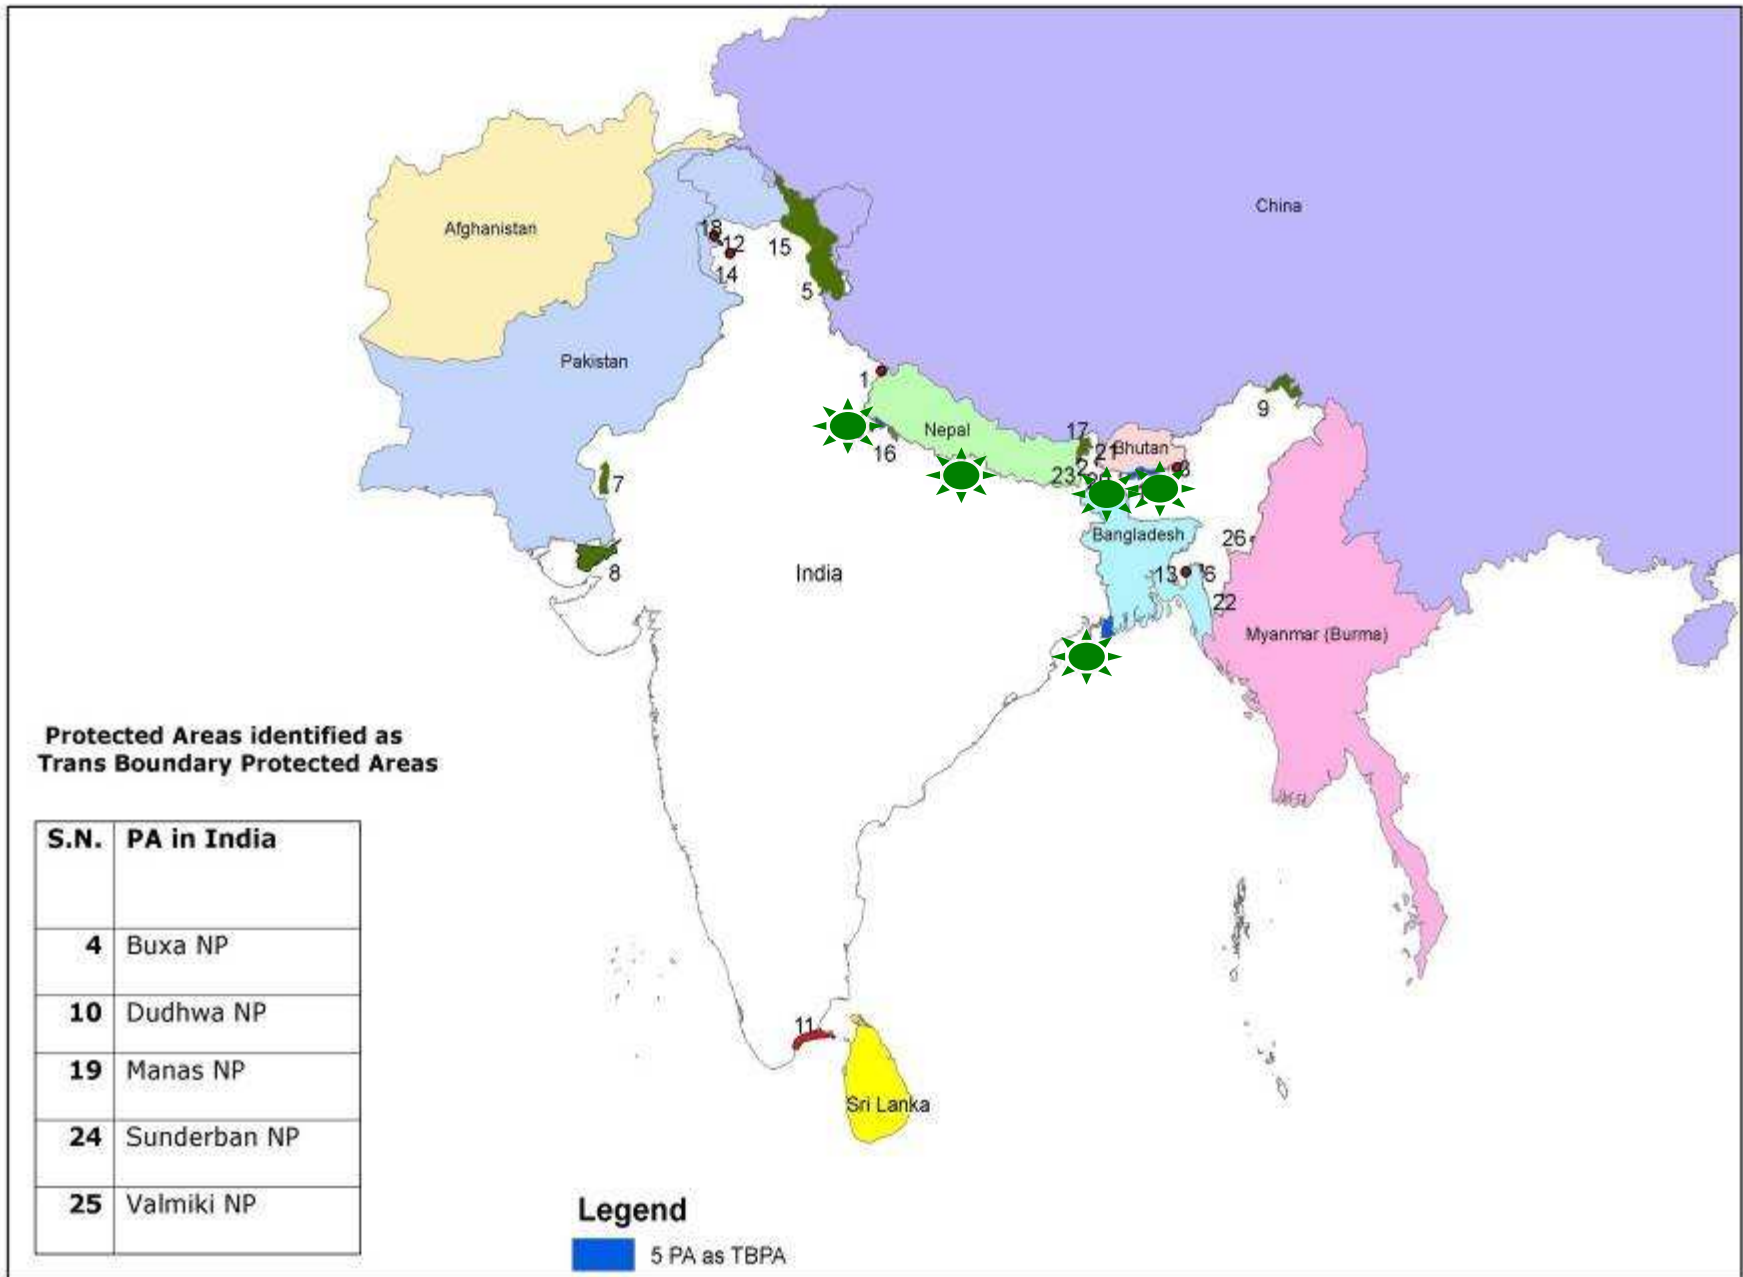 China
Afghanistan
18
12
15
14
5
Pakistan
1
9
Nepal
17
21
Bhutan
16
2
23
3
7
Bangladesh
26
India
8
13
6
22
Myanmar (Burma)
Protected Areas identified as
Trans Boundary Protected Areas
S.N. PA in India
4 Buxa NP
10 Dudhwa NP
19 Manas NP
24 Sunderban NP
25 Valmiki NP
11
Sri Lanka
Legend
5 PA as TBPA